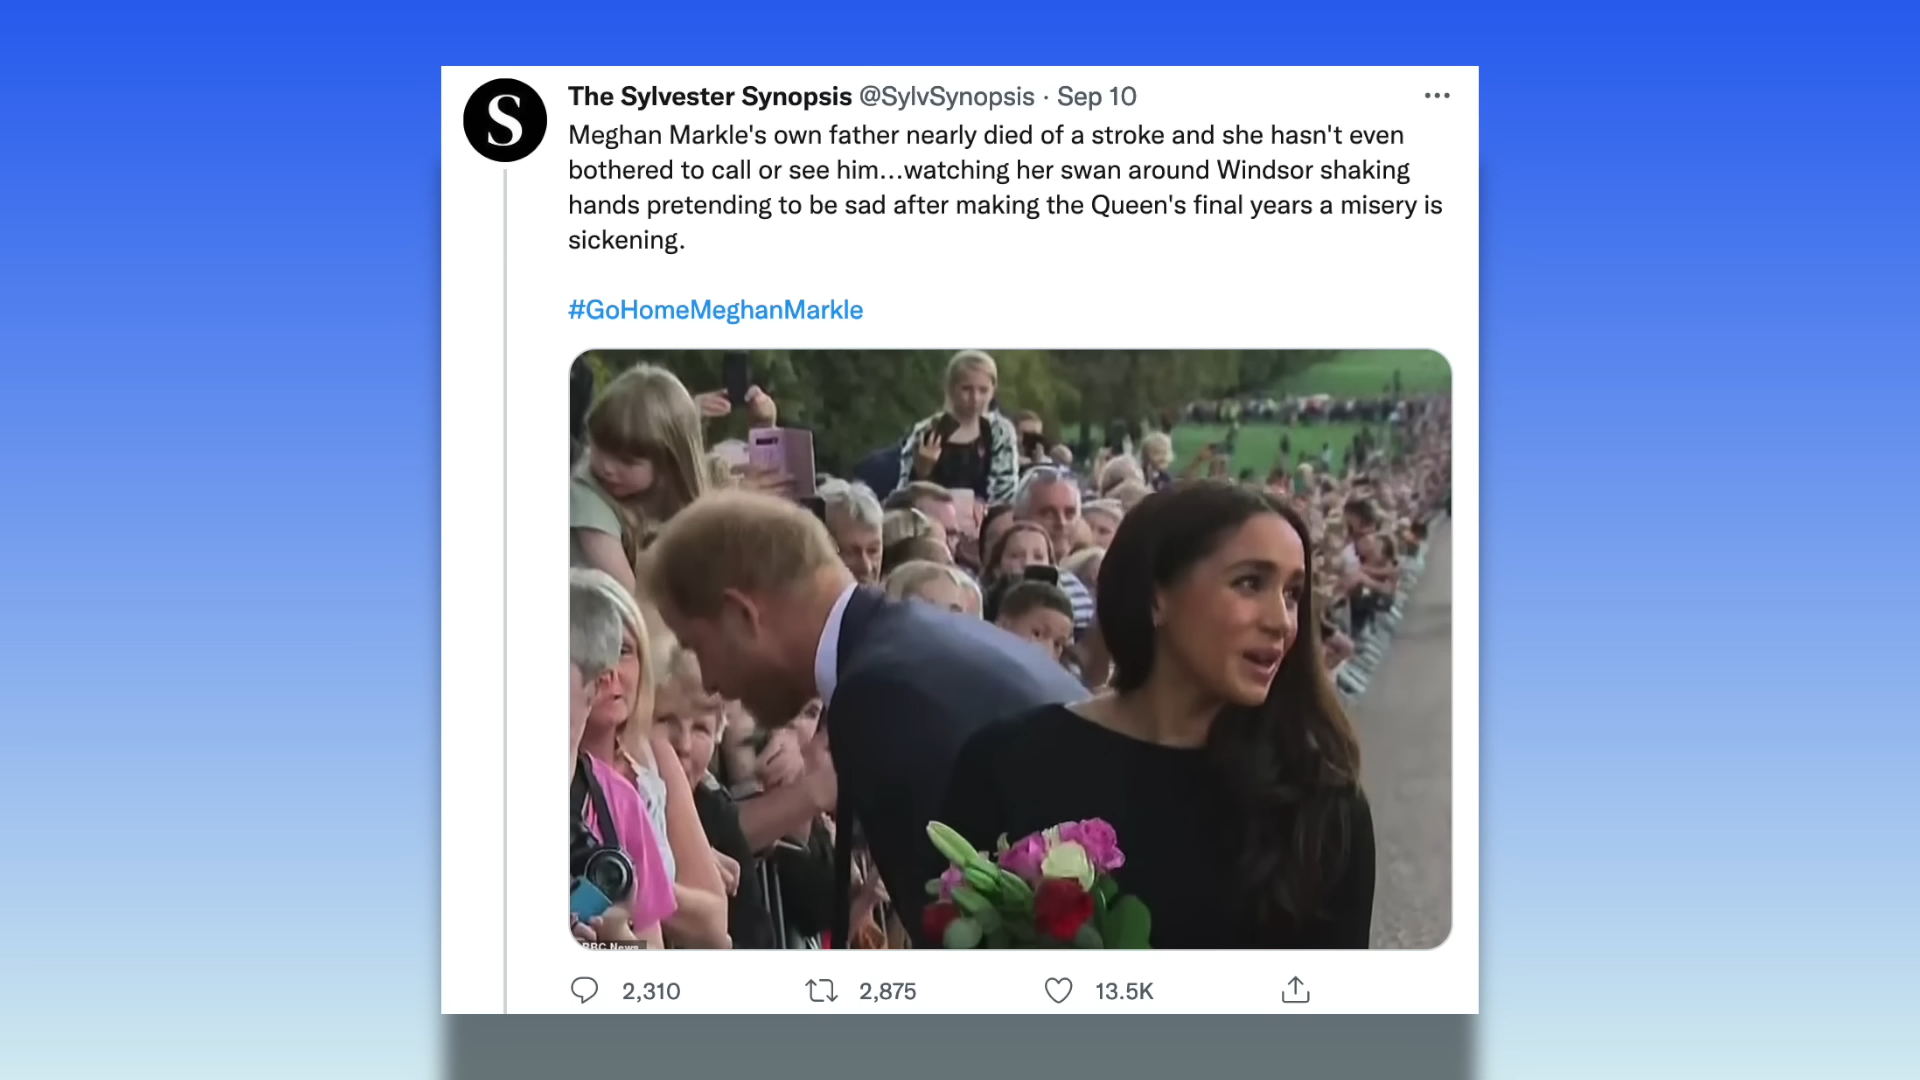 S
The Sylvester Synopsis @SylvSynopsis · Sep 10
Meghan Markle's own father nearly died of a stroke and she hasn't even
bothered to call or see him...watching her swan around Windsor shaking
hands pretending to be sad after making the Queen's final years a misery is
sickening.
#GoHomeMeghanMarkle
BBC News
2,310
2,875
13.5K